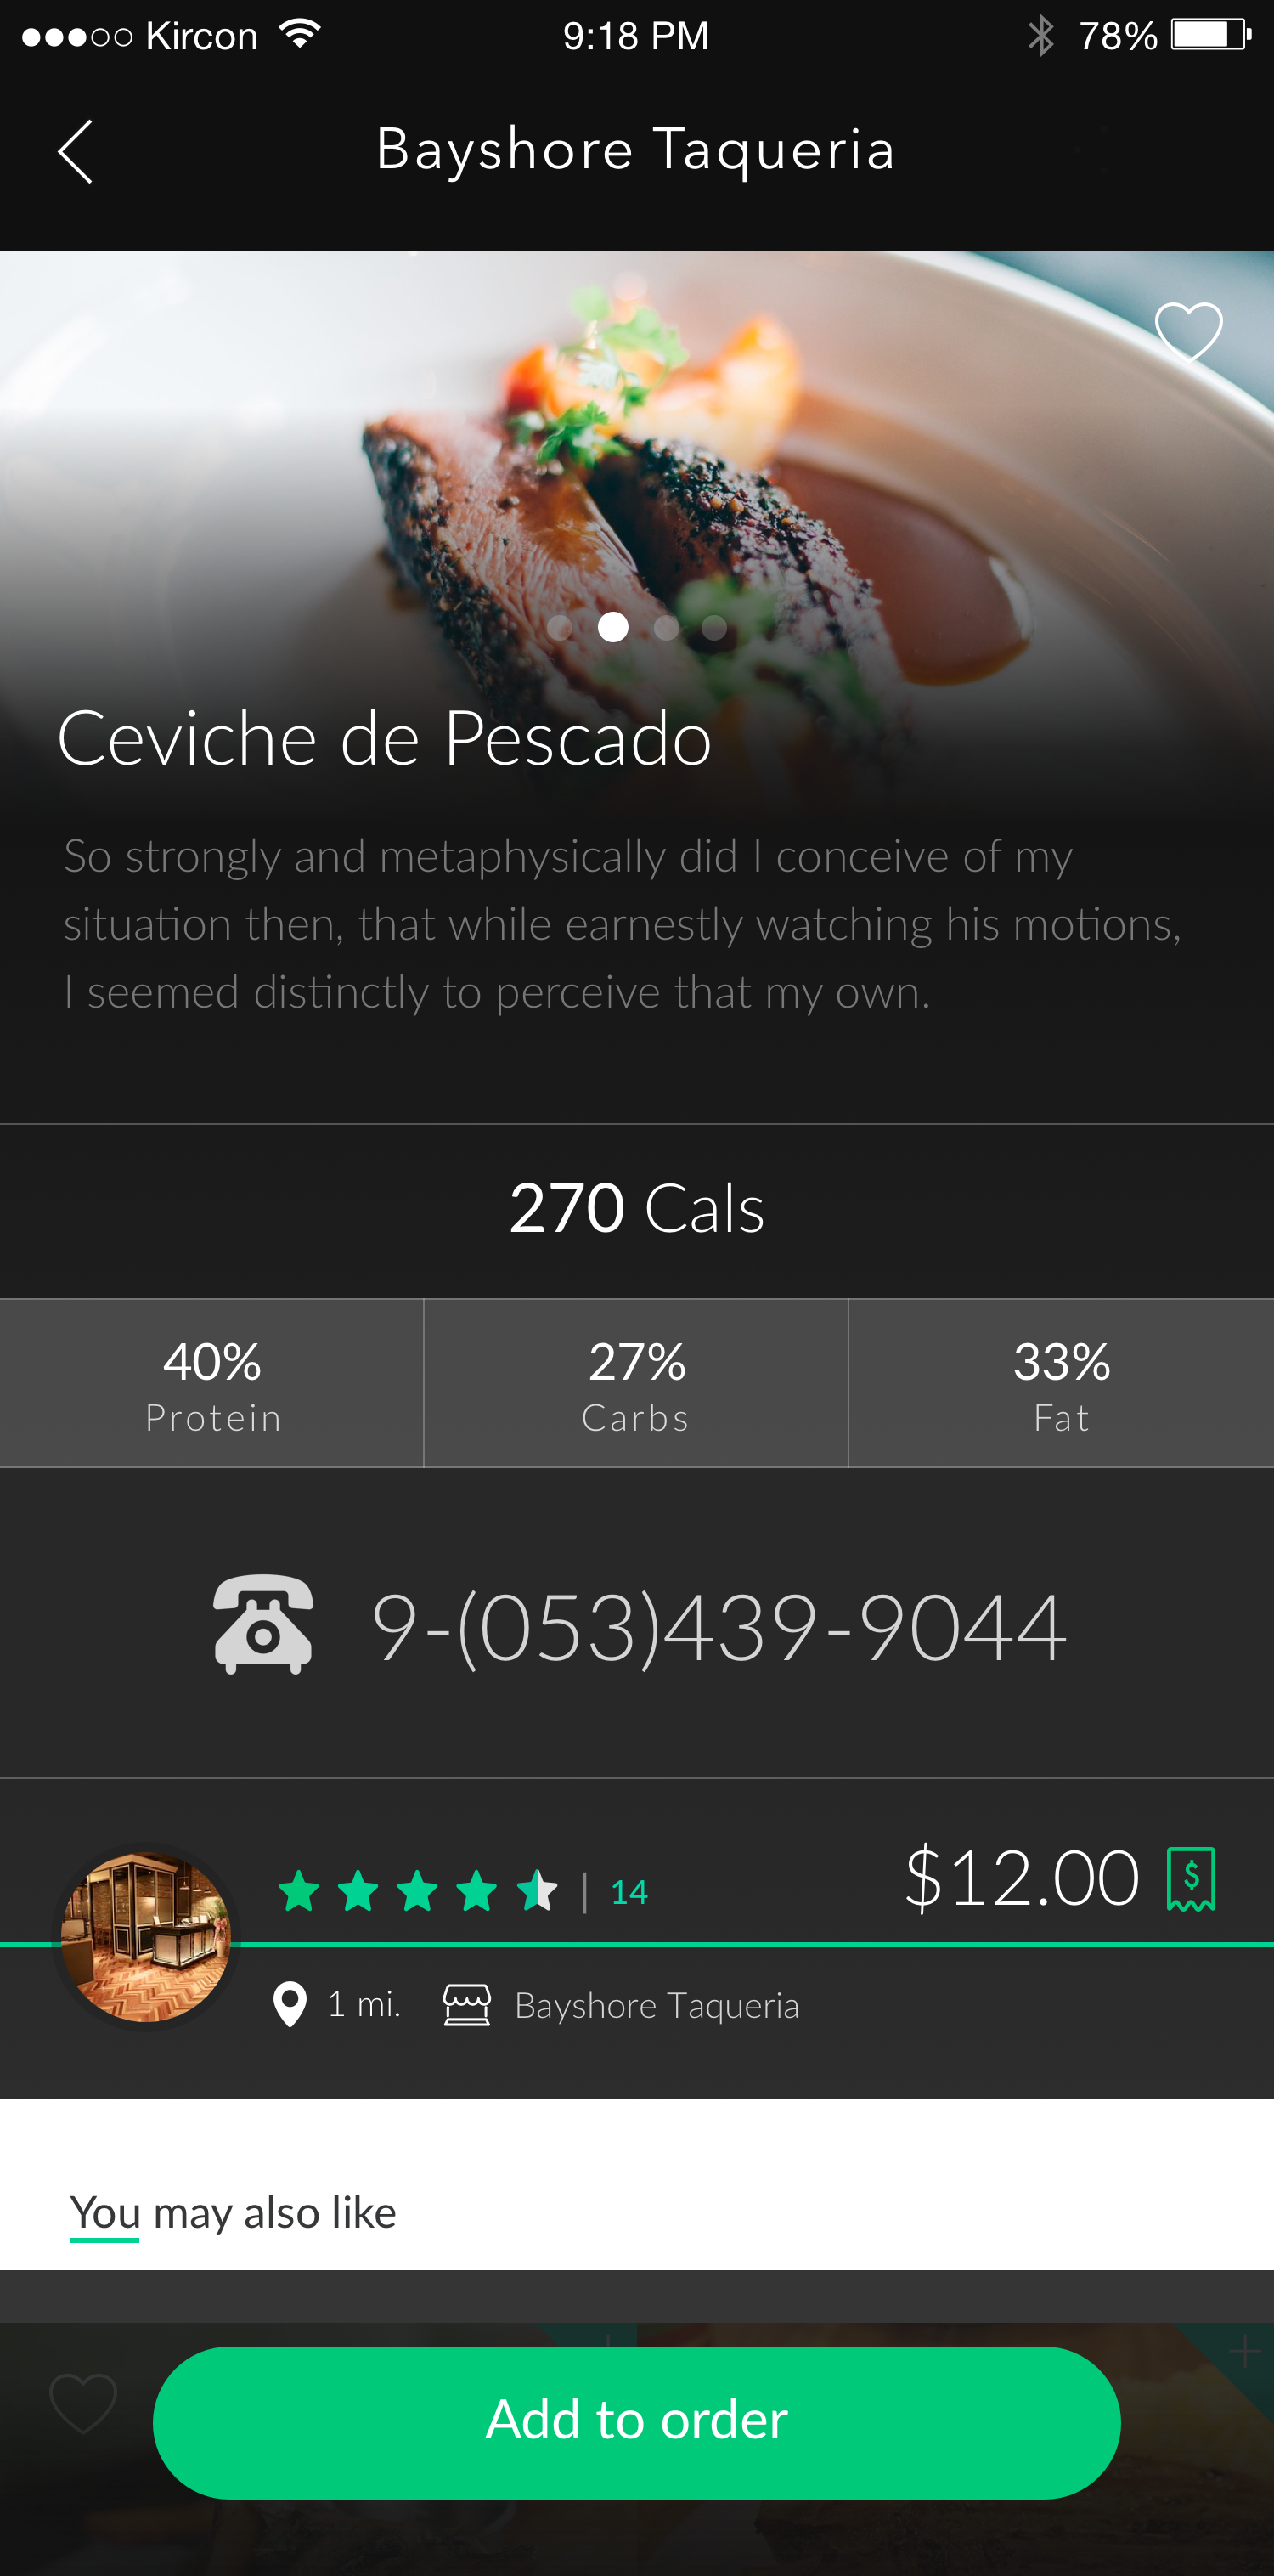 Kircon 9:18 PM 78%
Bayshore Taqueria
Ceviche de Pescado
So strongly and metaphysically did I conceive of my
situation then, that while earnestly watching his motions,
I seemed distinctly to perceive that my own.
270 Cals
40% 27% 33%
Protein Carbs Fat
9-(053)439-9044
| 14 $12.00
1 mi. Bayshore Taqueria
You may also like
Add to order